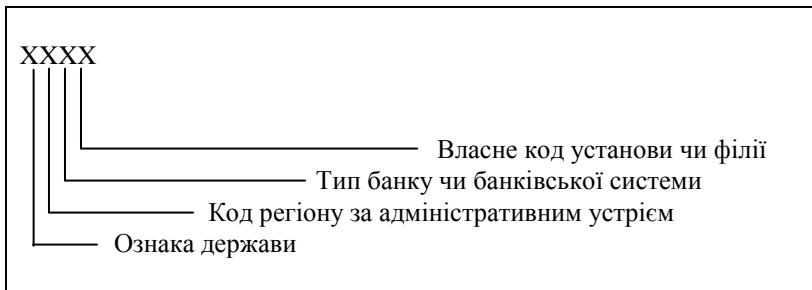 XXXX
Власне код установи чи філії
Тип банку чи банківської системи
Код регіону за адміністративним устрієм
Ознака держави